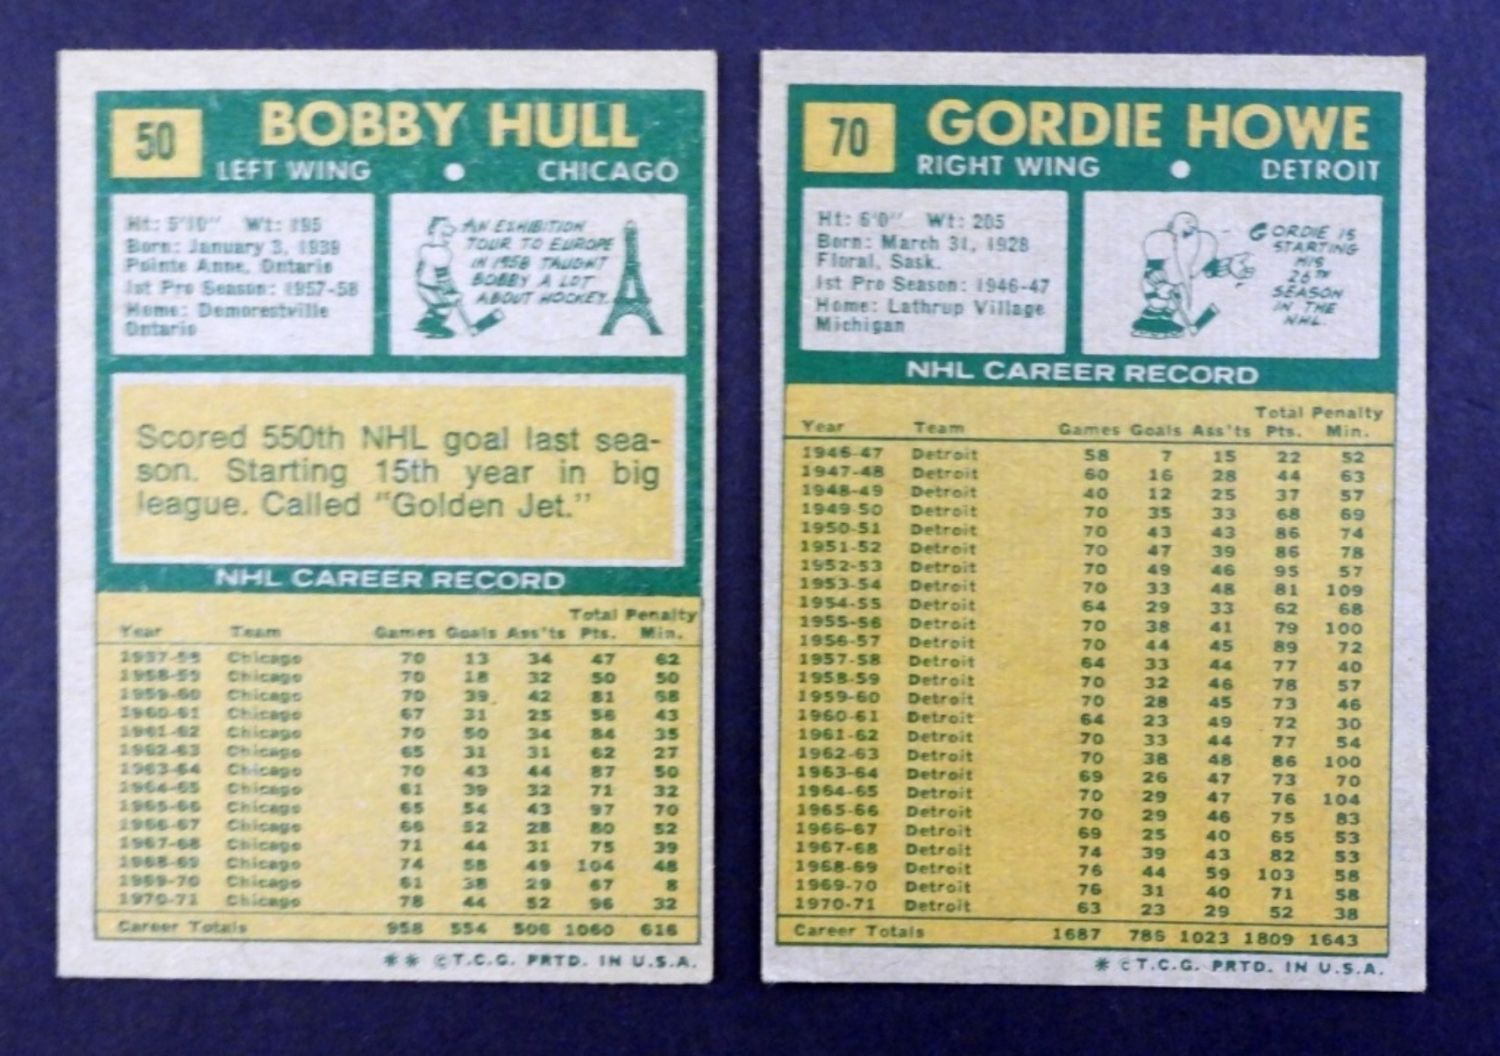 50
BOBBY HULL
LEFT WING • CHICAGO
Ht: 5'10" Wt: 195
Born: January 3, 1939
Pointe Anne, Ontario
1st Pro Season: 1957-58
Home: Demorestville
Ontario
AN EXHIBITION
TOUR TO EUROPE
IN 1958 TAUGHT
BOBBY A LOT
ABOUT HOCKEY.
Scored 550th NHL goal last sea-
son. Starting 15th year in big
league. Called "Golden Jet."
NHL CAREER RECORD
Total Penalty
Year Team Games Goals Ass'ts Pts. Min.
1957-58 Chicago 70 13 34 47 62
1958-59 Chicago 70 18 32 50 50
1959-60 Chicago 70 39 42 81 68
1960-61 Chicago 67 31 25 56 43
1961-62 Chicago 70 50 34 84 35
1962-63 Chicago 65 31 31 62 27
1963-64 Chicago 70 43 44 87 50
1964-65 Chicago 61 39 32 71 32
1965-66 Chicago 65 54 43 97 70
1966-67 Chicago 66 52 28 80 52
1967-68 Chicago 71 44 31 75 39
1968-69 Chicago 74 58 49 104 48
1969-70 Chicago 61 38 29 67 8
1970-71 Chicago 78 44 52 96 32
Career Totals 958 554 506 1060 616
** ©T.C.G. PRTD. IN U.S.A.
70
GORDIE HOWE
RIGHT WING • DETROIT
Ht: 6'0" Wt: 205
Born: March 31, 1928
Floral, Sask.
1st Pro Season: 1946-47
Home: Lathrup Village
Michigan
GORDIE IS
STARTING
HIS
26TH
SEASON
IN THE
NHL.
NHL CAREER RECORD
Total Penalty
Year Team Games Goals Ass'ts Pts. Min.
1946-47 Detroit 58 7 15 22 52
1947-48 Detroit 60 16 28 44 63
1948-49 Detroit 40 12 25 37 57
1949-50 Detroit 70 35 33 68 69
1950-51 Detroit 70 43 43 86 74
1951-52 Detroit 70 47 39 86 78
1952-53 Detroit 70 49 46 95 57
1953-54 Detroit 70 33 48 81 109
1954-55 Detroit 64 29 33 62 68
1955-56 Detroit 70 38 41 79 100
1956-57 Detroit 70 44 45 89 72
1957-58 Detroit 64 33 44 77 40
1958-59 Detroit 70 32 46 78 57
1959-60 Detroit 70 28 45 73 46
1960-61 Detroit 64 23 49 72 30
1961-62 Detroit 70 33 44 77 54
1962-63 Detroit 70 38 48 86 100
1963-64 Detroit 69 26 47 73 70
1964-65 Detroit 70 29 47 76 104
1965-66 Detroit 70 29 46 75 83
1966-67 Detroit 69 25 40 65 53
1967-68 Detroit 74 39 43 82 53
1968-69 Detroit 76 44 59 103 58
1969-70 Detroit 76 31 40 71 58
1970-71 Detroit 63 23 29 52 38
Career Totals 1687 786 1023 1809 1643
* ©T.C.G. PRTD. IN U.S.A.